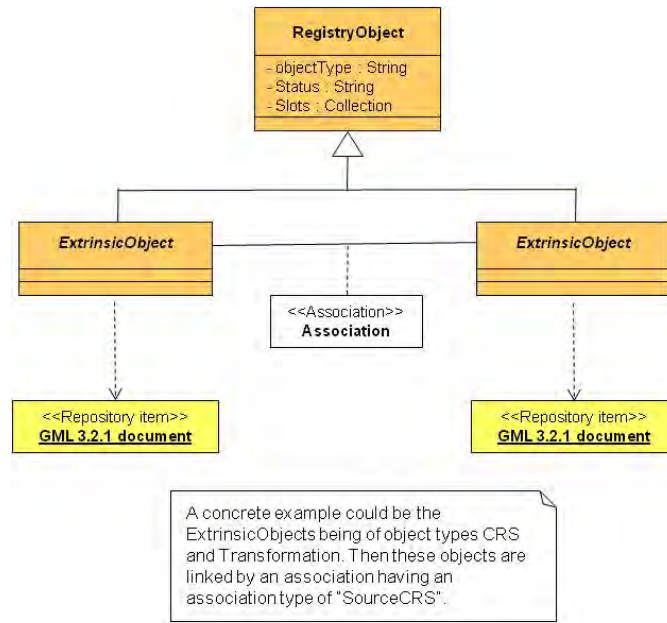 RegistryObject
- objectType : String
- Status : String
- Slots : Collection
ExtrinsicObject
ExtrinsicObject
<<Association>>
Association
<<Repository item>>
GML 3.2.1 document
<<Repository item>>
GML 3.2.1 document
A concrete example could be the
ExtrinsicObjects being of object types CRS
and Transformation. Then these objects are
linked by an association having an
association type of "SourceCRS".